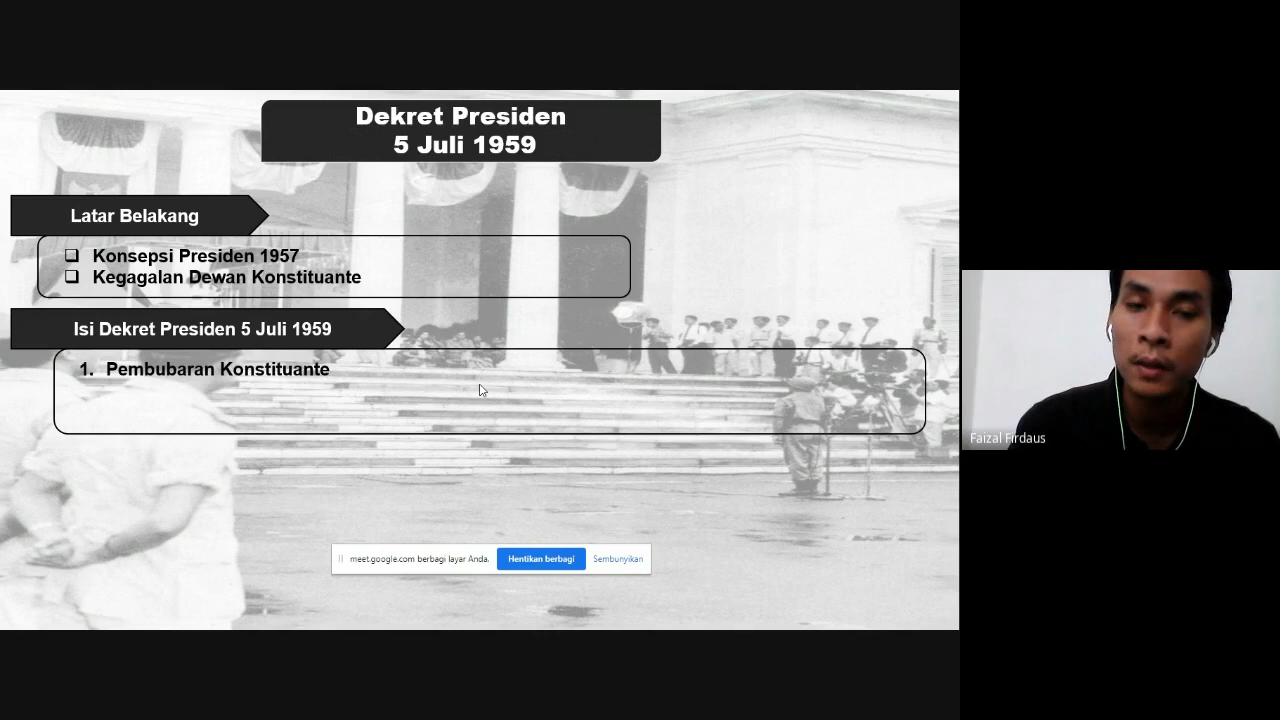 Dekret Presiden
5 Juli 1959
Latar Belakang
❑ Konsepsi Presiden 1957
❑ Kegagalan Dewan Konstituante
Isi Dekret Presiden 5 Juli 1959
1. Pembubaran Konstituante
meet.google.com berbagi layar Anda. Hentikan berbagi Sembunyikan
Faizal Firdaus